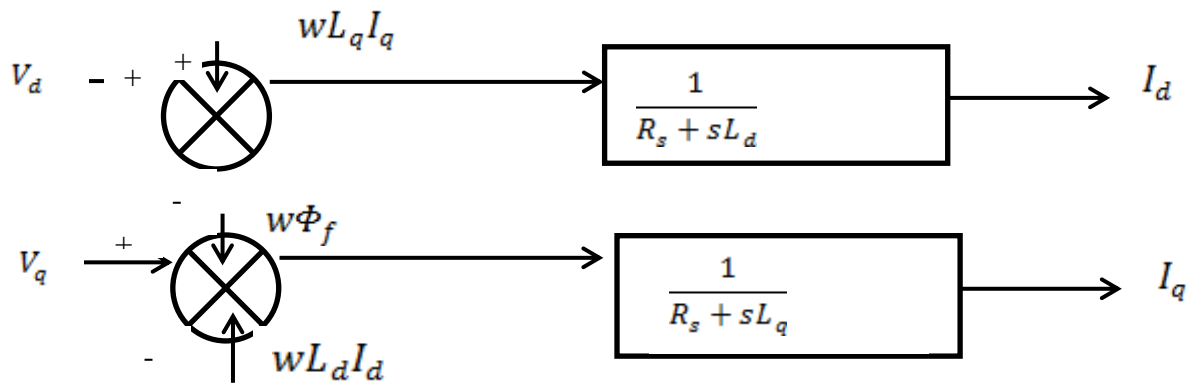 wL_qI_q
+
V_d - +
1
R_s + sL_d
I_d
-
wΦ_f
+
V_q
1
R_s + sL_q
I_q
-
wL_dI_d